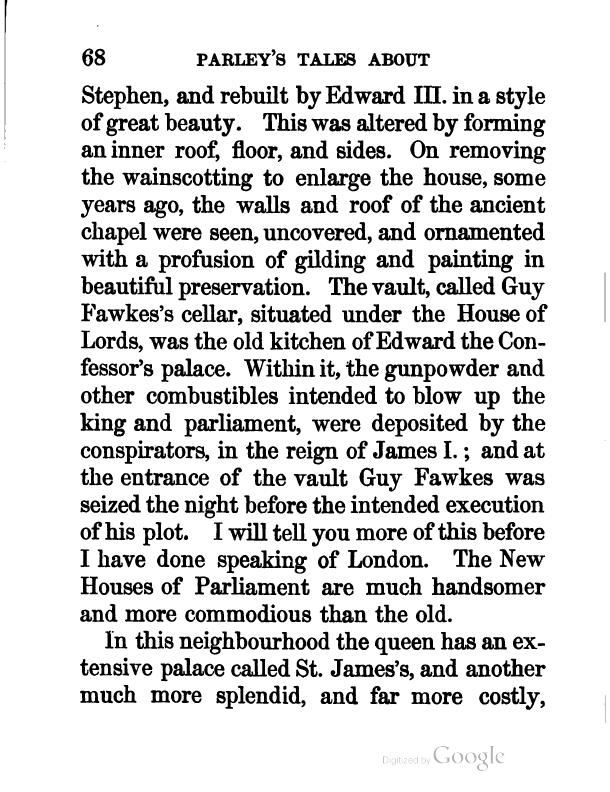 68 PARLEY'S TALES ABOUT
Stephen, and rebuilt by Edward III. in a style
of great beauty. This was altered by forming
an inner roof, floor, and sides. On removing
the wainscotting to enlarge the house, some
years ago, the walls and roof of the ancient
chapel were seen, uncovered, and ornamented
with a profusion of gilding and painting in
beautiful preservation. The vault, called Guy
Fawkes's cellar, situated under the House of
Lords, was the old kitchen of Edward the Con-
fessor's palace. Within it, the gunpowder and
other combustibles intended to blow up the
king and parliament, were deposited by the
conspirators, in the reign of James I. ; and at
the entrance of the vault Guy Fawkes was
seized the night before the intended execution
of his plot. I will tell you more of this before
I have done speaking of London. The New
Houses of Parliament are much handsomer
and more commodious than the old.
In this neighbourhood the queen has an ex-
tensive palace called St. James's, and another
much more splendid, and far more costly,
Digitized by Google